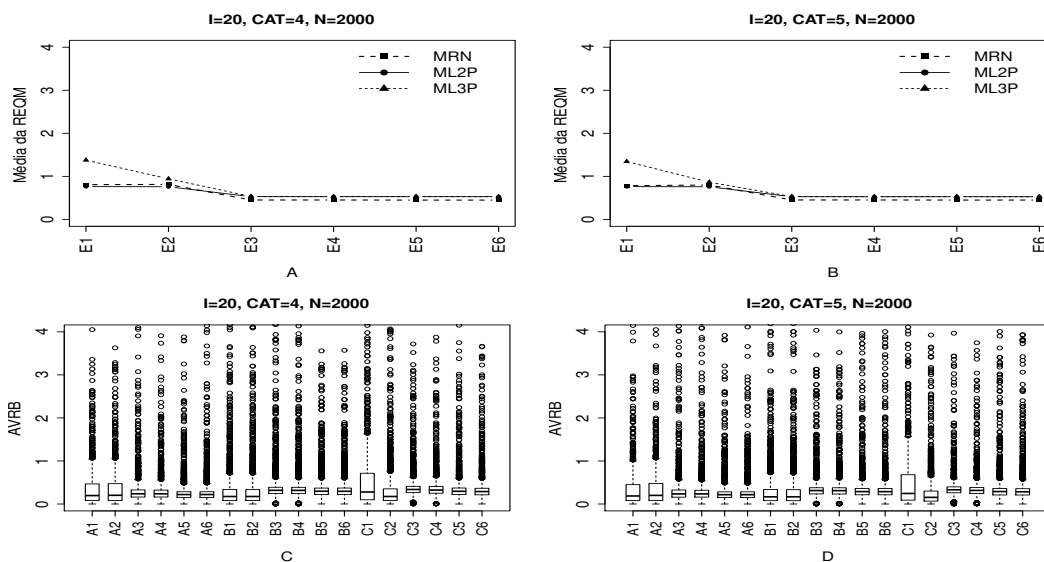 I=20, CAT=4, N=2000
Média da REQM
4
3
2
1
0
MRN
ML2P
ML3P
E1 E2 E3 E4 E5 E6
A
I=20, CAT=5, N=2000
Média da REQM
4
3
2
1
0
MRN
ML2P
ML3P
E1 E2 E3 E4 E5 E6
B
I=20, CAT=4, N=2000
AVRB
4
3
2
1
0
A1 A2 A3 A4 A5 A6 B1 B2 B3 B4 B5 B6 C1 C2 C3 C4 C5 C6
C
I=20, CAT=5, N=2000
AVRB
4
3
2
1
0
A1 A2 A3 A4 A5 A6 B1 B2 B3 B4 B5 B6 C1 C2 C3 C4 C5 C6
D